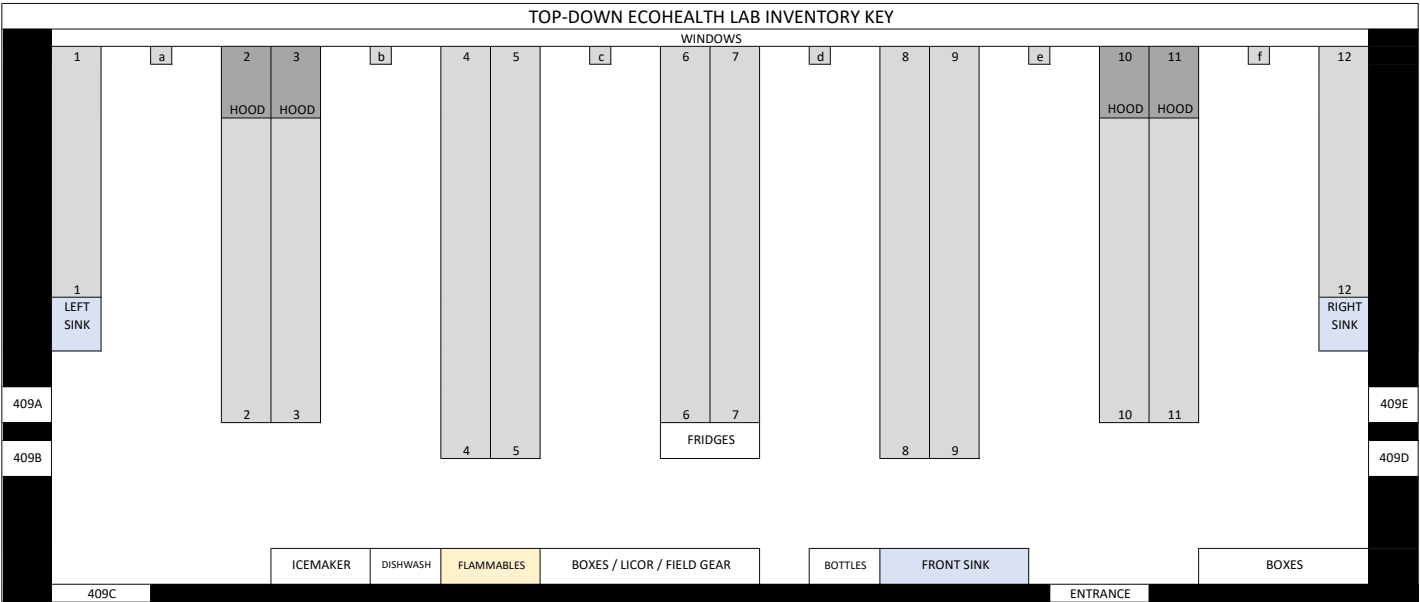 TOP-DOWN ECOHEALTH LAB INVENTORY KEY
WINDOWS
1 a 2 3 b 4 5 c 6 7 d 8 9 e 10 11 f 12
HOOD HOOD HOOD HOOD
1 12
LEFT RIGHT
SINK SINK
409A 409E
2 3 6 7 10 11
FRIDGES
4 5 8 9
409B 409D
ICEMAKER DISHWASH FLAMMABLES BOXES / LICOR / FIELD GEAR BOTTLES FRONT SINK BOXES
409C ENTRANCE